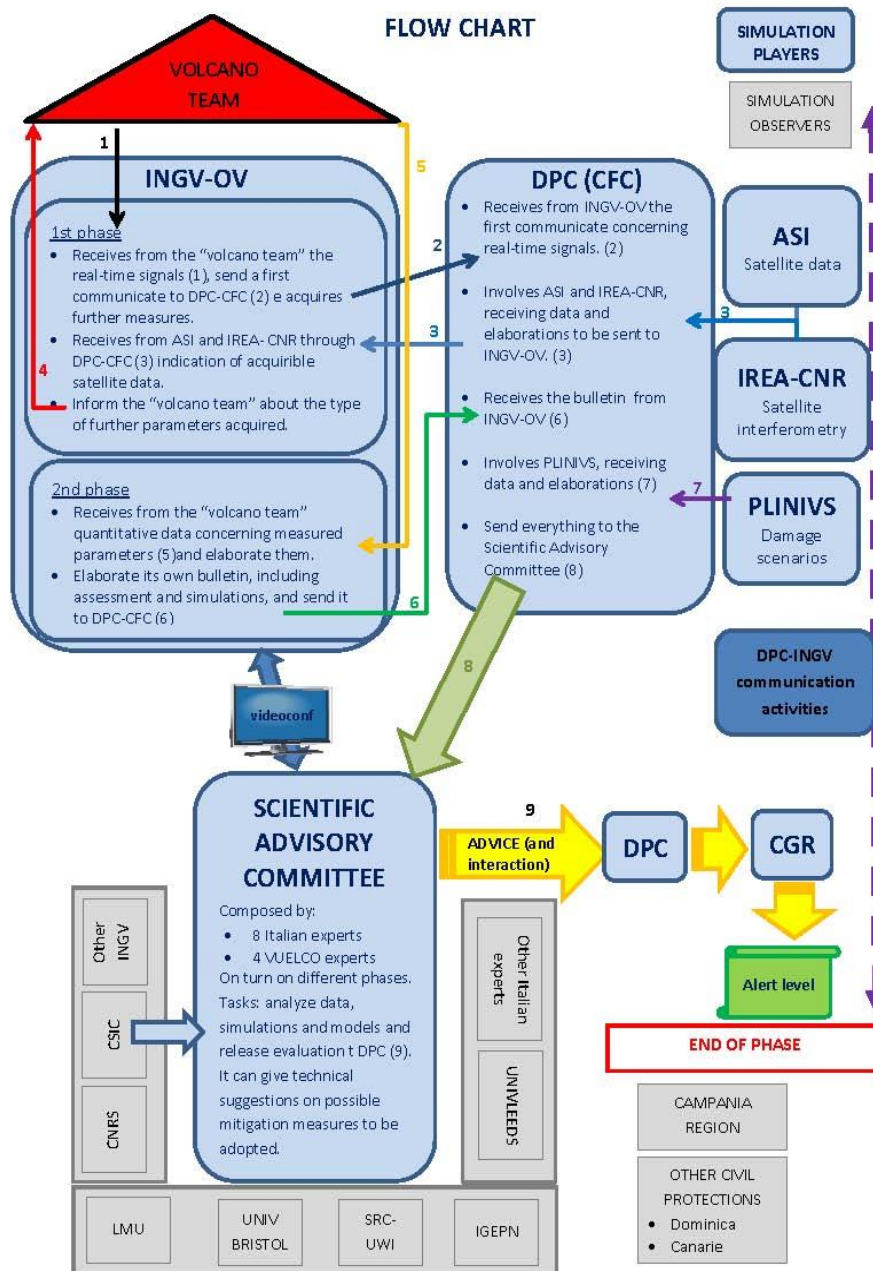 FLOW CHART
SIMULATION
PLAYERS
SIMULATION
OBSERVERS
VOLCANO
TEAM
1
5
INGV-OV
1st phase
• Receives from the “volcano team” the
real-time signals (1), send a first
communicate to DPC-CFC (2) e acquires
further measures.
• Receives from ASI and IREA- CNR through
DPC-CFC (3) indication of acquirible
satellite data.
• Inform the “volcano team” about the type
of further parameters acquired.
4
2
3
2nd phase
• Receives from the “volcano team”
quantitative data concerning measured
parameters (5)and elaborate them.
• Elaborate its own bulletin, including
assessment and simulations, and send it
to DPC-CFC (6)
6
DPC (CFC)
• Receives from INGV-OV the
first communicate concerning
real-time signals. (2)
• Involves ASI and IREA-CNR,
receiving data and
elaborations to be sent to
INGV-OV. (3)
• Receives the bulletin from
INGV-OV (6)
• Involves PLINIVS, receiving
data and elaborations (7)
• Send everything to the
Scientific Advisory
Committee (8)
3
7
ASI
Satellite data
IREA-CNR
Satellite
interferometry
PLINIVS
Damage
scenarios
DPC-INGV
communication
activities
8
videoconf
SCIENTIFIC
ADVISORY
COMMITTEE
Composed by:
• 8 Italian experts
• 4 VUELCO experts
On turn on different phases.
Tasks: analyze data,
simulations and models and
release evaluation t DPC (9).
It can give technical
suggestions on possible
mitigation measures to be
adopted.
9
ADVICE (and
interaction)
DPC
CGR
Alert level
END OF PHASE
Other
INGV
CSIC
CNRS
Other Italian
experts
UNIVLEEDS
LMU
UNIV
BRISTOL
SRC-
UWI
IGEPN
CAMPANIA
REGION
OTHER CIVIL
PROTECTIONS
• Dominica
• Canarie